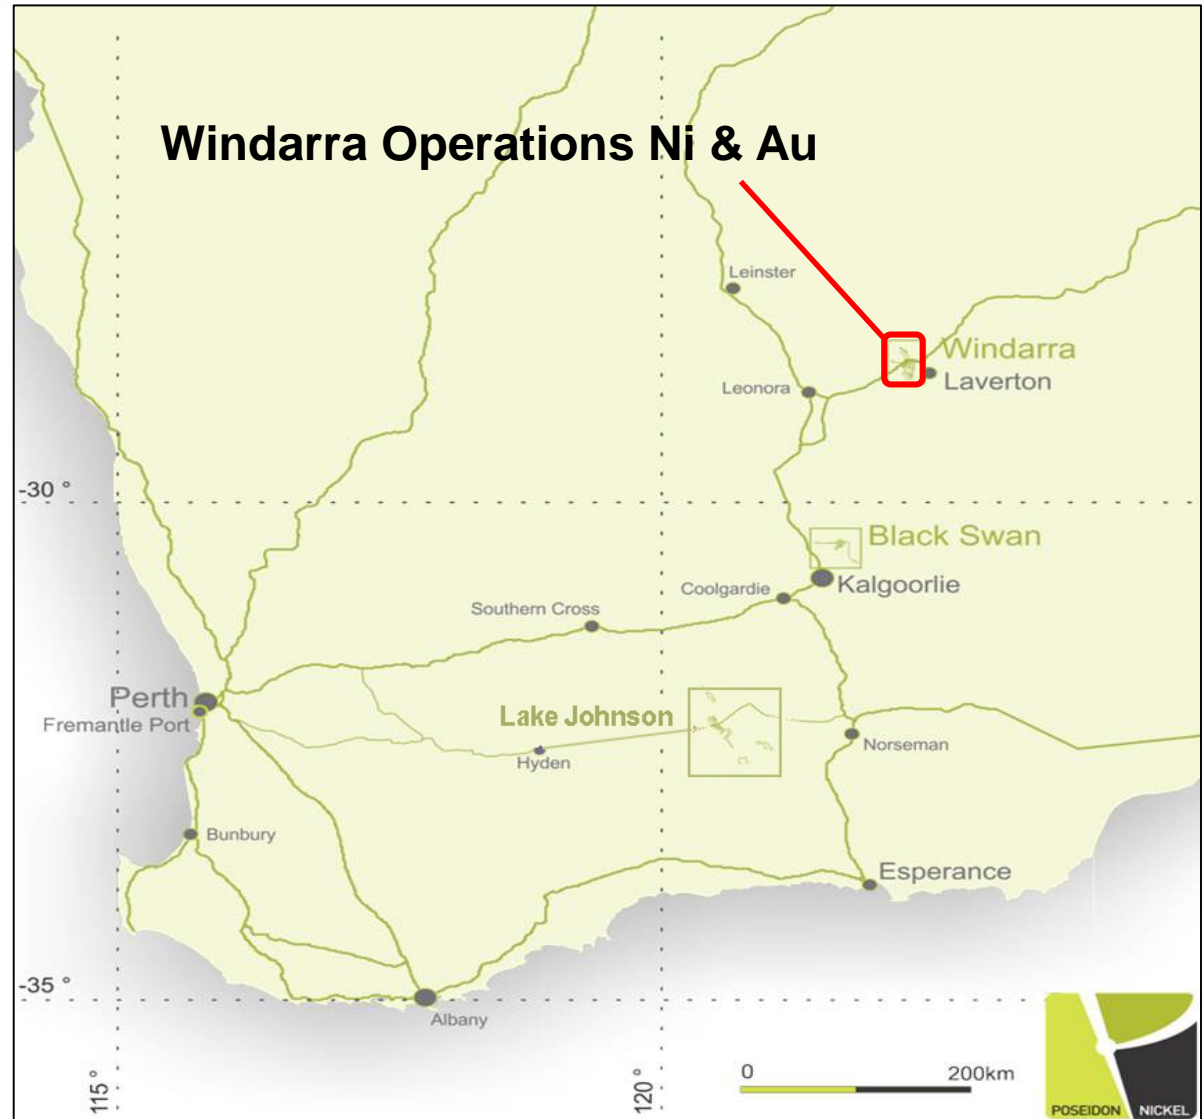 Windarra Operations Ni & Au
Leinster
Windarra
Laverton
Leonora
-30 °
Black Swan
Kalgoorlie
Coolgardie
Southern Cross
Perth
Fremantle Port
Lake Johnson
Hyden
Norseman
Bunbury
Esperance
-35 °
Albany
115 °
120 °
0
200km
POSEIDON NICKEL